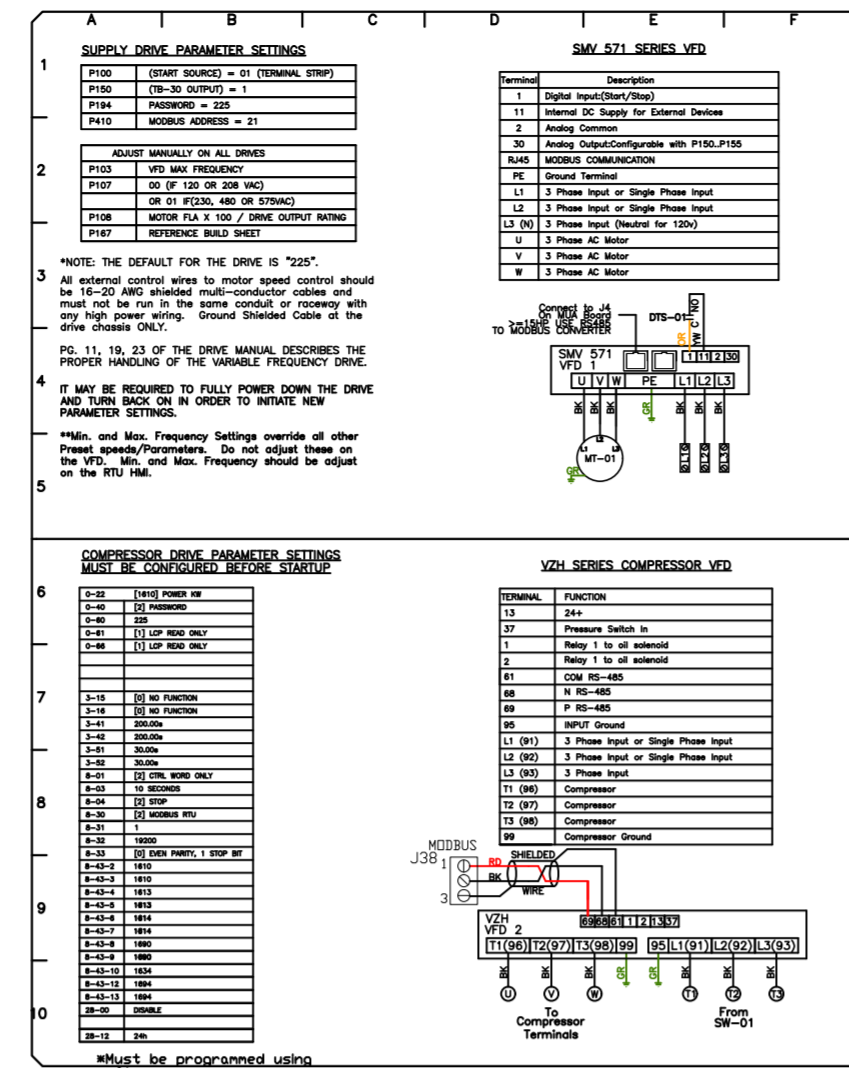 A B C D E F
1
2
3
4
5
6
7
8
9
10
SUPPLY DRIVE PARAMETER SETTINGS
P100 (START SOURCE) = 01 (TERMINAL STRIP)
P150 (TB-30 OUTPUT) = 1
P194 PASSWORD = 225
P410 MODBUS ADDRESS = 21
ADJUST MANUALLY ON ALL DRIVES
P103 VFD MAX FREQUENCY
P107 00 (IF 120 OR 208 VAC)
OR 01 IF(230, 480 OR 575VAC)
P108 MOTOR FLA X 100 / DRIVE OUTPUT RATING
P167 REFERENCE BUILD SHEET
*NOTE: THE DEFAULT FOR THE DRIVE IS "225".
All external control wires to motor speed control should
be 16-20 AWG shielded multi-conductor cables and
must not be run in the same conduit or raceway with
any high power wiring. Ground Shielded Cable at the
drive chassis ONLY.
PG. 11, 19, 23 OF THE DRIVE MANUAL DESCRIBES THE
PROPER HANDLING OF THE VARIABLE FREQUENCY DRIVE.
IT MAY BE REQUIRED TO FULLY POWER DOWN THE DRIVE
AND TURN BACK ON IN ORDER TO INITIATE NEW
PARAMETER SETTINGS.
**Min. and Max. Frequency Settings override all other
Preset speeds/Parameters. Do not adjust these on
the VFD. Min. and Max. Frequency should be adjust
on the RTU HMI.
SMV 571 SERIES VFD
Terminal Description
1 Digital Input:(Start/Stop)
11 Internal DC Supply for External Devices
2 Analog Common
30 Analog Output:Configurable with P150..P155
RJ45 MODBUS COMMUNICATION
PE Ground Terminal
L1 3 Phase Input or Single Phase Input
L2 3 Phase Input or Single Phase Input
L3 (N) 3 Phase Input (Neutral for 120v)
U 3 Phase AC Motor
V 3 Phase AC Motor
W 3 Phase AC Motor
Connect to J4
On MUA Board
>=15HP USE RS485
TO MODBUS CONVERTER
DTS-01
C NO
OR YW
SMV 571
VFD 1
1 11 2 30
U V W PE L1 L2 L3
BK BK BK GR BK BK BK
L1 L2 L3
MT-01
GR
ØL1Ø ØL2Ø ØL3Ø
COMPRESSOR DRIVE PARAMETER SETTINGS
MUST BE CONFIGURED BEFORE STARTUP
0-22 [1610] POWER KW
0-40 [2] PASSWORD
0-60 225
0-61 [1] LCP READ ONLY
0-66 [1] LCP READ ONLY
3-15 [0] NO FUNCTION
3-16 [0] NO FUNCTION
3-41 200.00s
3-42 200.00s
3-51 30.00s
3-52 30.00s
8-01 [2] CTRL WORD ONLY
8-03 10 SECONDS
8-04 [2] STOP
8-30 [2] MODBUS RTU
8-31 1
8-32 19200
8-33 [0] EVEN PARITY, 1 STOP BIT
8-43-2 1610
8-43-3 1610
8-43-4 1613
8-43-5 1613
8-43-6 1614
8-43-7 1614
8-43-8 1690
8-43-9 1690
8-43-10 1634
8-43-12 1694
8-43-13 1694
28-00 DISABLE
28-12 24h
*Must be programmed using
VZH SERIES COMPRESSOR VFD
TERMINAL FUNCTION
13 24+
37 Pressure Switch In
1 Relay 1 to oil solenoid
2 Relay 1 to oil solenoid
61 COM RS-485
68 N RS-485
69 P RS-485
95 INPUT Ground
L1 (91) 3 Phase Input or Single Phase Input
L2 (92) 3 Phase Input or Single Phase Input
L3 (93) 3 Phase Input
T1 (96) Compressor
T2 (97) Compressor
T3 (98) Compressor
99 Compressor Ground
MODBUS
J38 1
3
RD
BK
SHIELDED
WIRE
VZH
VFD 2
69 68 61 1 2 13 37
T1(96) T2(97) T3(98) 99 95 L1(91) L2(92) L3(93)
BK BK BK GR GR BK BK BK
U V W T1 T2 T3
To
Compressor
Terminals
From
SW-01